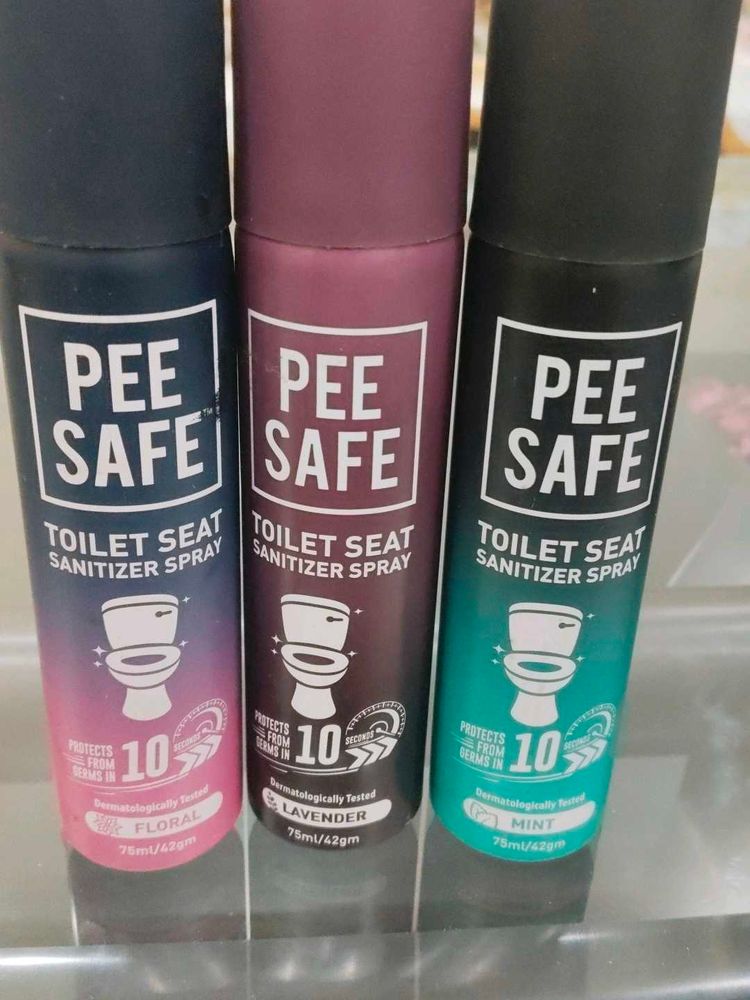 PEE
SAFE™
TOILET SEAT
SANITIZER SPRAY
PROTECTS
FROM
GERMS IN
10
SECONDS
Dermatologically Tested
FLORAL
75ml/42gm
PEE
SAFE
TOILET SEAT
SANITIZER SPRAY
PROTECTS
FROM
GERMS IN
10
SECONDS
Dermatologically Tested
LAVENDER
75ml/42gm
PEE
SAFE
TOILET SEAT
SANITIZER SPRAY
PROTECTS
FROM
GERMS IN
10
SECONDS
Dermatologically Tested
MINT
75ml/42gm